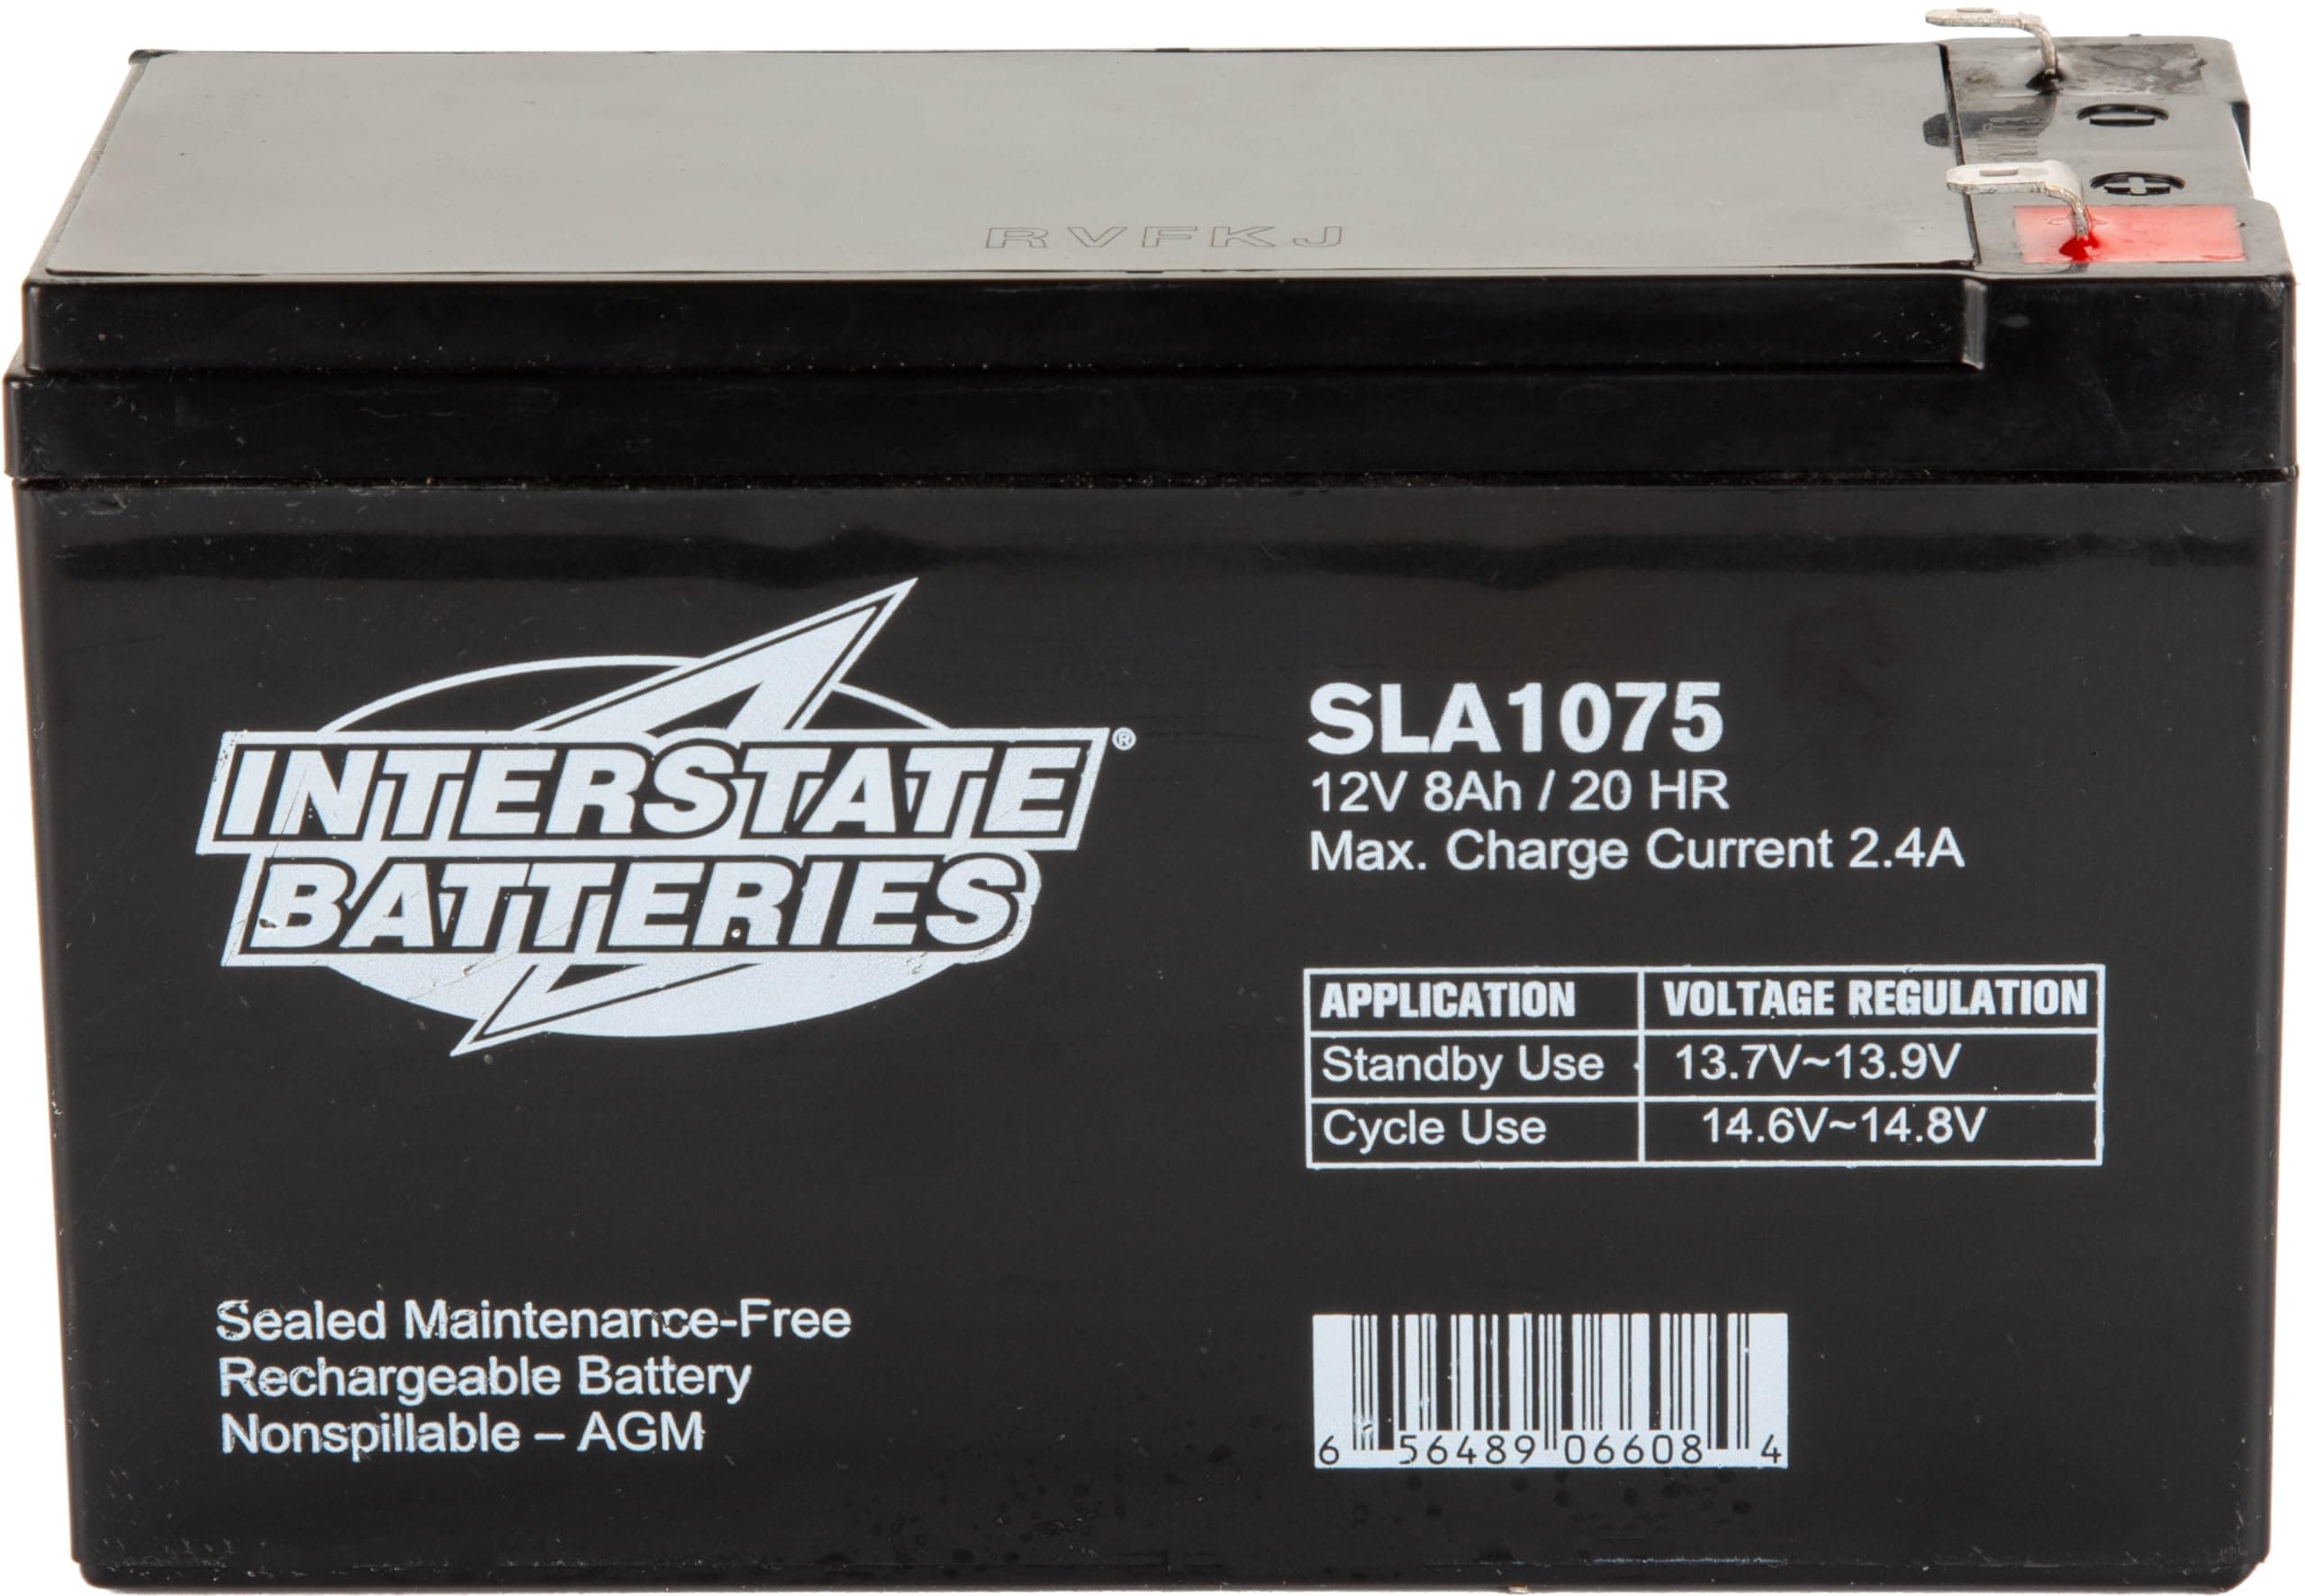 RVFKJ
INTERSTATE®
BATTERIES
SLA1075
12V 8Ah / 20 HR
Max. Charge Current 2.4A
APPLICATION VOLTAGE REGULATION
Standby Use 13.7V~13.9V
Cycle Use 14.6V~14.8V
Sealed Maintenance-Free
Rechargeable Battery
Nonspillable – AGM
6 56489 06608 4